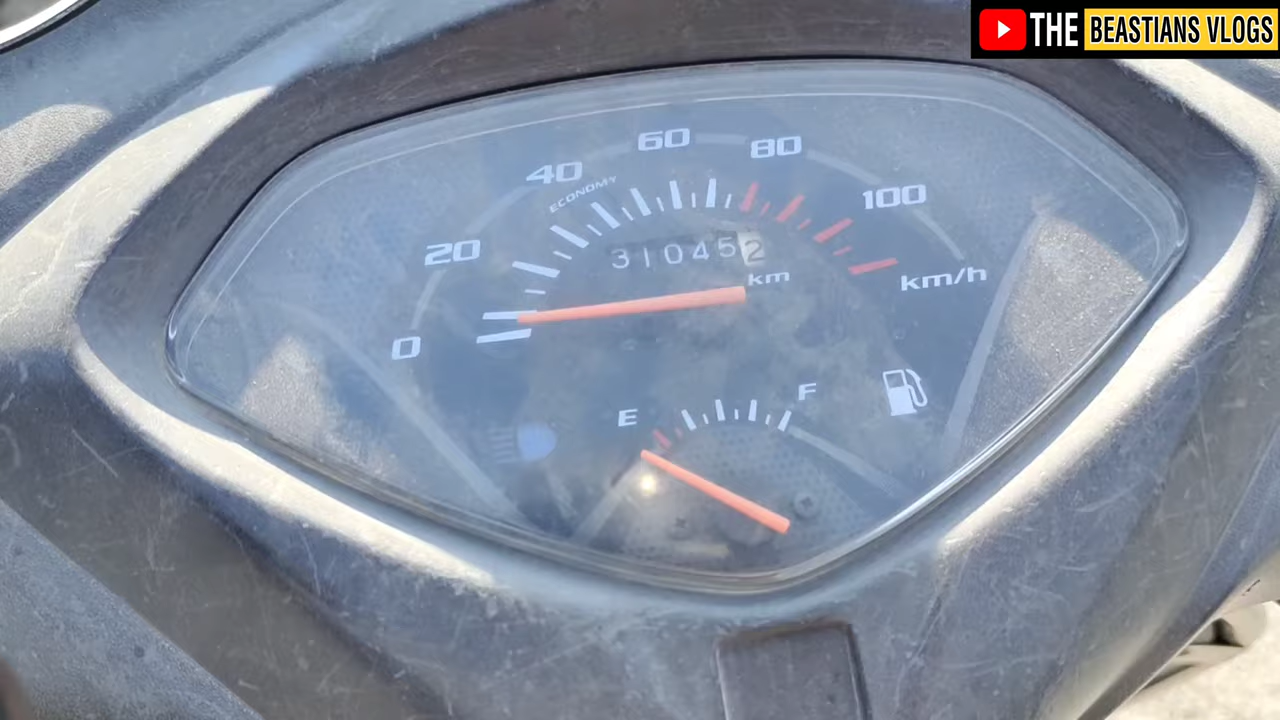 THE BEASTIANS VLOGS
0 20 40 60 80 100
ECONOMY
310452
km
km/h
E F